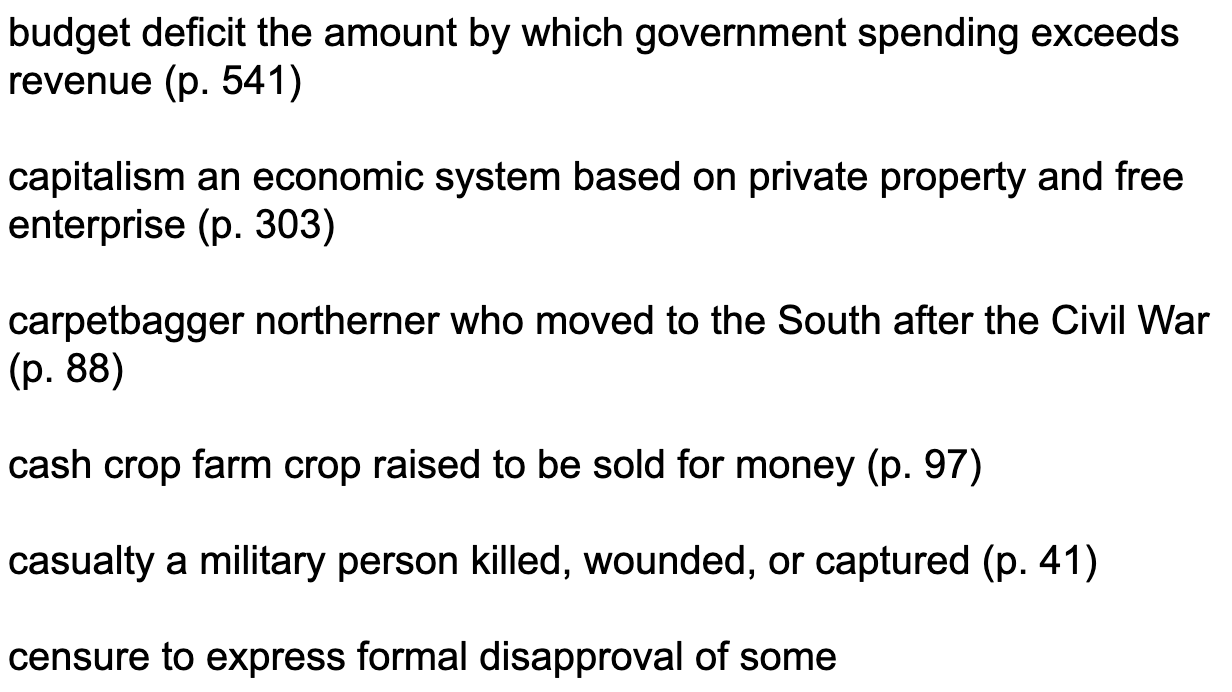 budget deficit the amount by which government spending exceeds
revenue (p. 541)
capitalism an economic system based on private property and free
enterprise (p. 303)
carpetbagger northerner who moved to the South after the Civil War
(p. 88)
cash crop farm crop raised to be sold for money (p. 97)
casualty a military person killed, wounded, or captured (p. 41)
censure to express formal disapproval of some